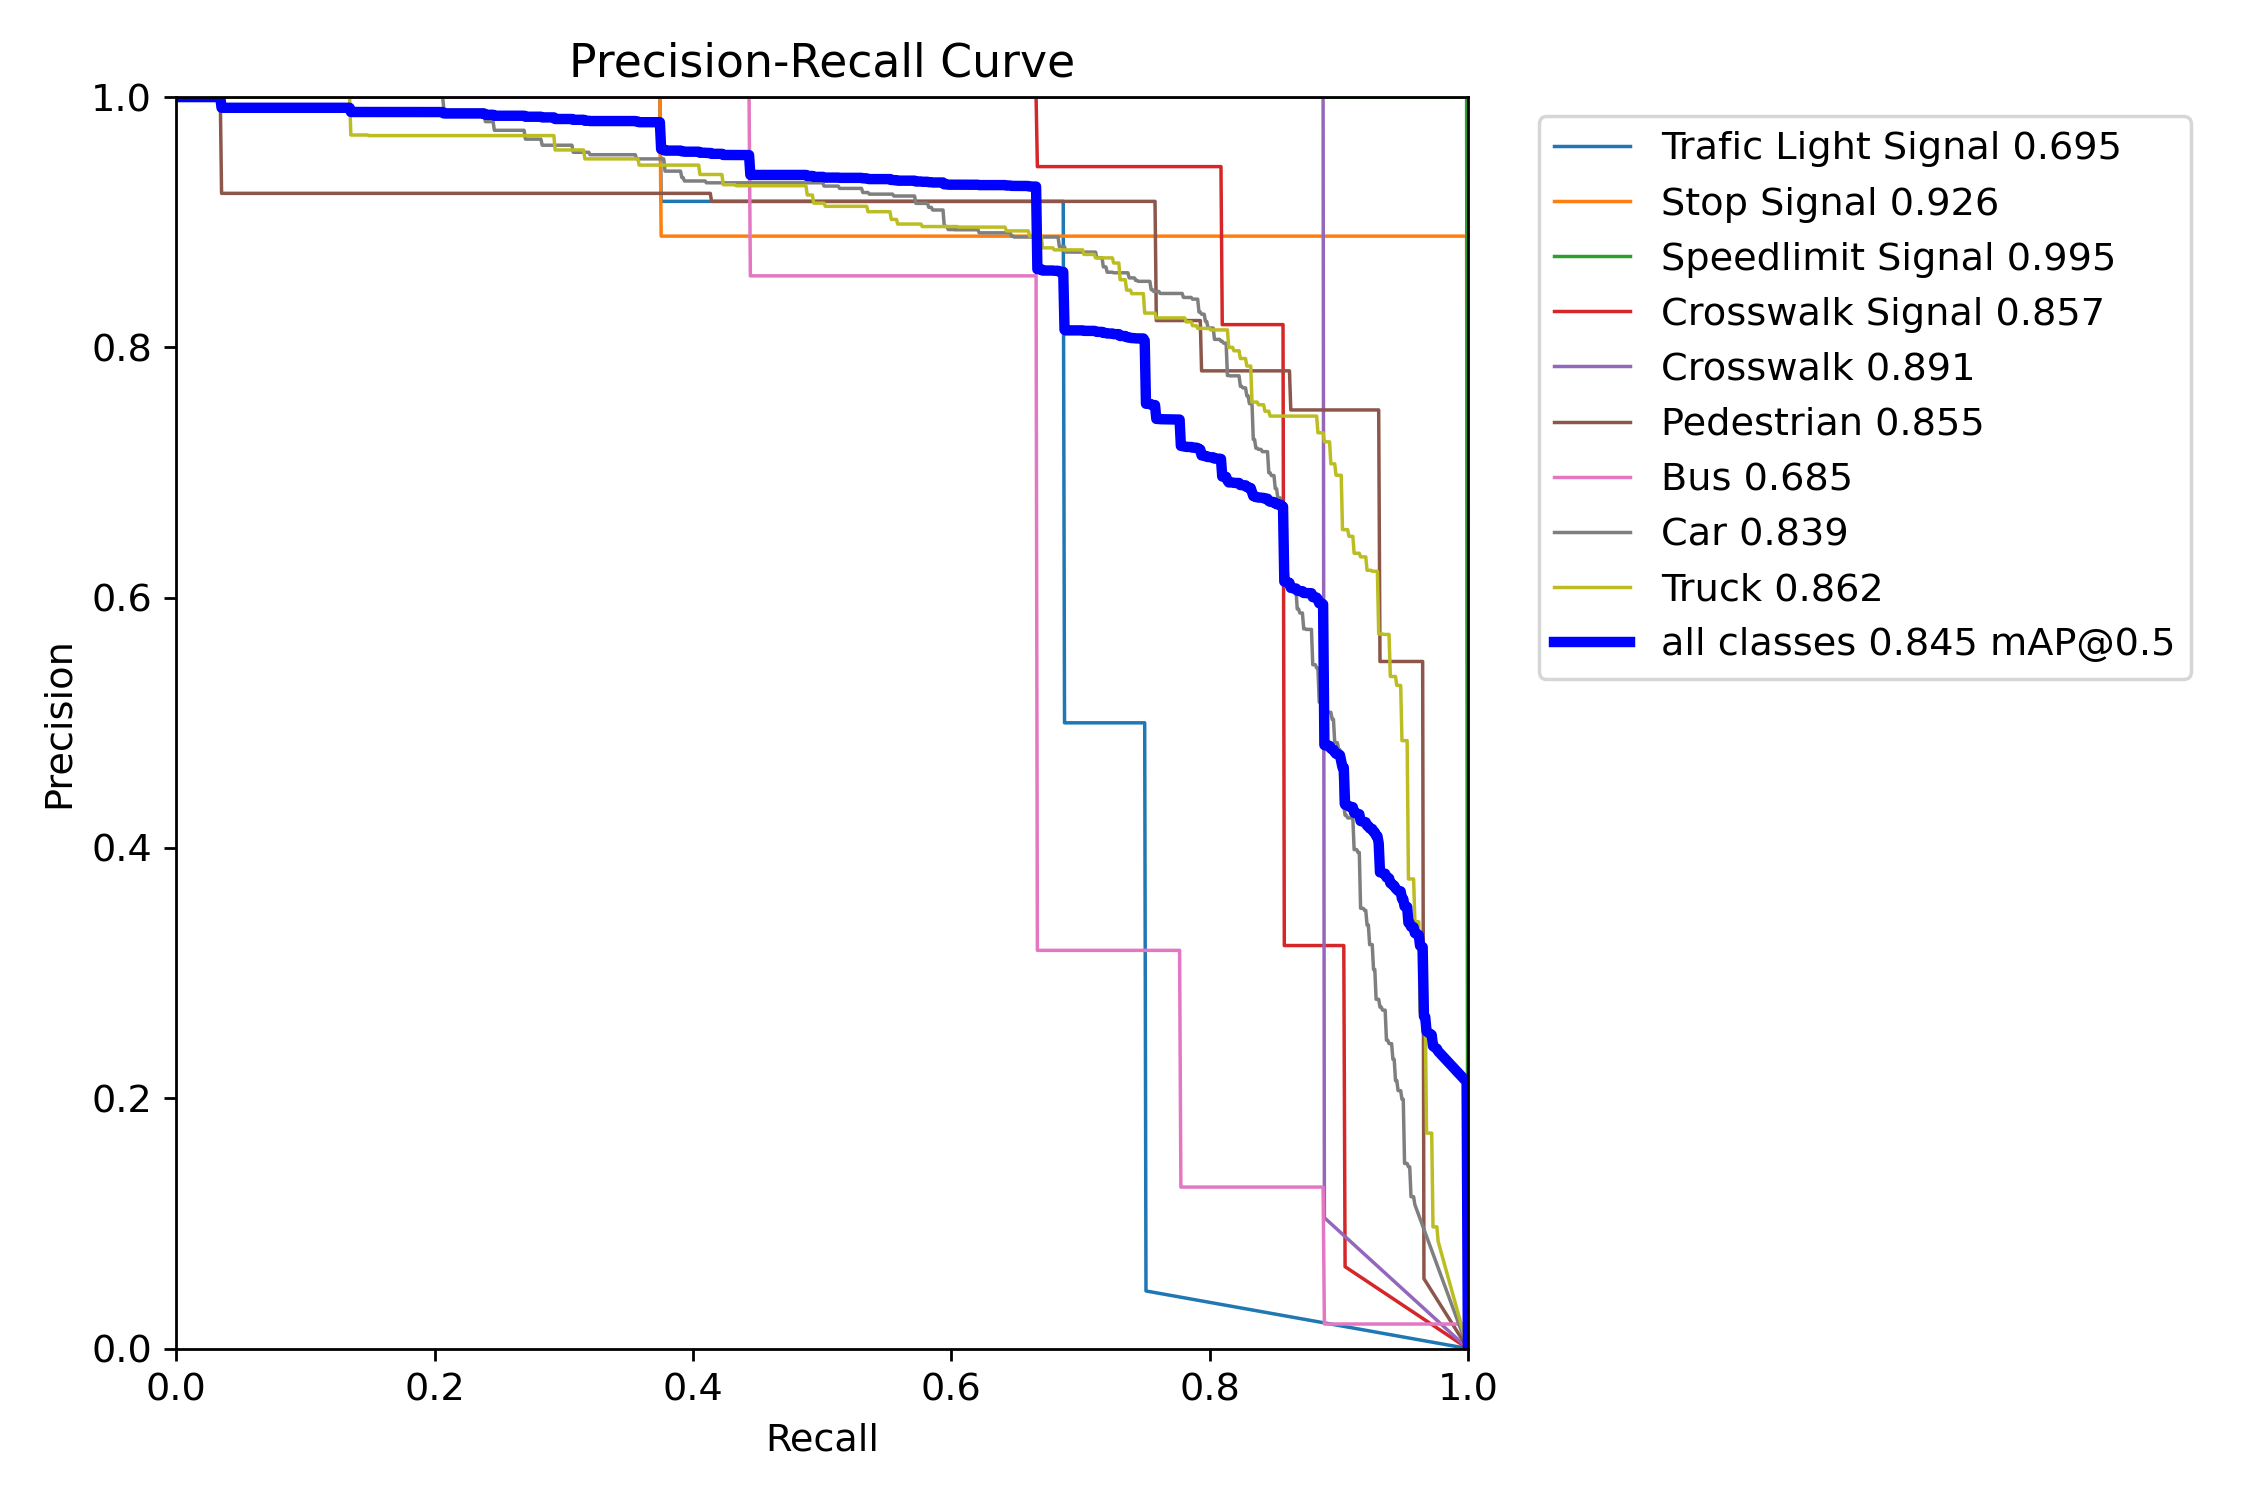 Precision-Recall Curve
1.0
0.8
0.6
0.4
0.2
0.0
Precision
0.0 0.2 0.4 0.6 0.8 1.0
Recall
Trafic Light Signal 0.695
Stop Signal 0.926
Speedlimit Signal 0.995
Crosswalk Signal 0.857
Crosswalk 0.891
Pedestrian 0.855
Bus 0.685
Car 0.839
Truck 0.862
all classes 0.845 mAP@0.5